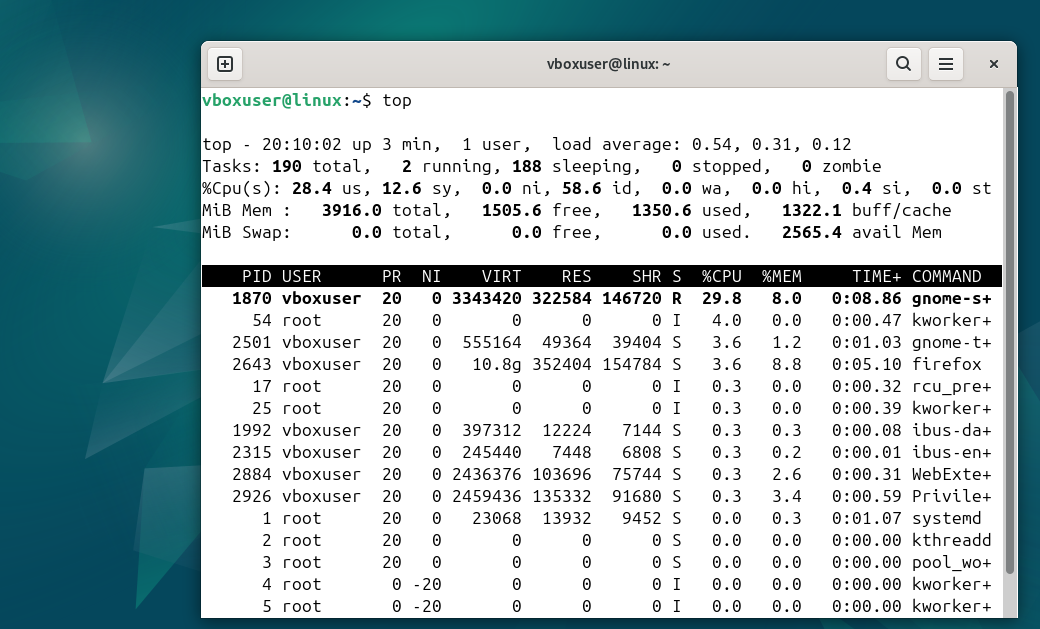 vboxuser@linux: ~
vboxuser@linux:~$ top
top - 20:10:02 up 3 min,  1 user,  load average: 0.54, 0.31, 0.12
Tasks: 190 total,   2 running, 188 sleeping,   0 stopped,   0 zombie
%Cpu(s): 28.4 us, 12.6 sy,  0.0 ni, 58.6 id,  0.0 wa,  0.0 hi,  0.4 si,  0.0 st
MiB Mem :   3916.0 total,   1505.6 free,   1350.6 used,   1322.1 buff/cache
MiB Swap:      0.0 total,      0.0 free,      0.0 used.   2565.4 avail Mem
    PID USER      PR  NI    VIRT    RES    SHR S  %CPU  %MEM     TIME+ COMMAND
   1870 vboxuser  20   0 3343420 322584 146720 R  29.8   8.0   0:08.86 gnome-s+
     54 root      20   0       0      0      0 I   4.0   0.0   0:00.47 kworker+
   2501 vboxuser  20   0  555164  49364  39404 S   3.6   1.2   0:01.03 gnome-t+
   2643 vboxuser  20   0   10.8g 352404 154784 S   3.6   8.8   0:05.10 firefox
     17 root      20   0       0      0      0 I   0.3   0.0   0:00.32 rcu_pre+
     25 root      20   0       0      0      0 I   0.3   0.0   0:00.39 kworker+
   1992 vboxuser  20   0  397312  12224   7144 S   0.3   0.3   0:00.08 ibus-da+
   2315 vboxuser  20   0  245440   7448   6808 S   0.3   0.2   0:00.01 ibus-en+
   2884 vboxuser  20   0 2436376 103696  75744 S   0.3   2.6   0:00.31 WebExte+
   2926 vboxuser  20   0 2459436 135332  91680 S   0.3   3.4   0:00.59 Privile+
      1 root      20   0   23068  13932   9452 S   0.0   0.3   0:01.07 systemd
      2 root      20   0       0      0      0 S   0.0   0.0   0:00.00 kthreadd
      3 root      20   0       0      0      0 S   0.0   0.0   0:00.00 pool_wo+
      4 root       0 -20       0      0      0 I   0.0   0.0   0:00.00 kworker+
      5 root       0 -20       0      0      0 I   0.0   0.0   0:00.00 kworker+